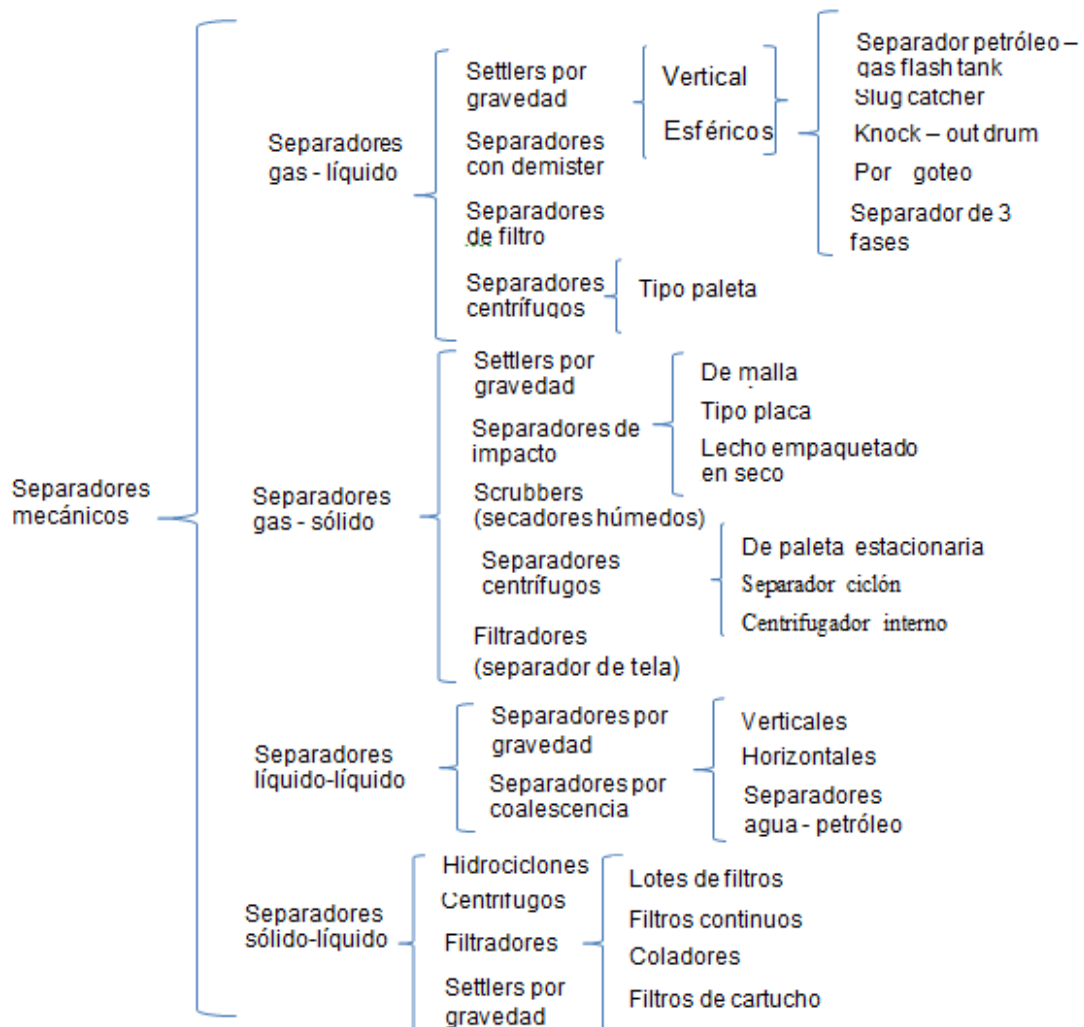 Separadores
mecánicos
Separadores
gas - líquido
Settlers por
gravedad
Vertical
Esféricos
Separador petróleo –
gas flash tank
Slug catcher
Knock – out drum
Por goteo
Separador de 3
fases
Separadores
con demister
Separadores
de filtro
Separadores
centrífugos
Tipo paleta
Separadores
gas - sólido
Settlers por
gravedad
Separadores de
impacto
De malla
Tipo placa
Lecho empaquetado
en seco
Scrubbers
(secadores húmedos)
Separadores
centrífugos
De paleta estacionaria
Separador ciclón
Centrifugador interno
Filtradores
(separador de tela)
Separadores
líquido-líquido
Separadores por
gravedad
Separadores por
coalescencia
Verticales
Horizontales
Separadores
agua - petróleo
Separadores
sólido-líquido
Hidrociclones
Centrífugos
Filtradores
Lotes de filtros
Filtros continuos
Coladores
Filtros de cartucho
Settlers por
gravedad